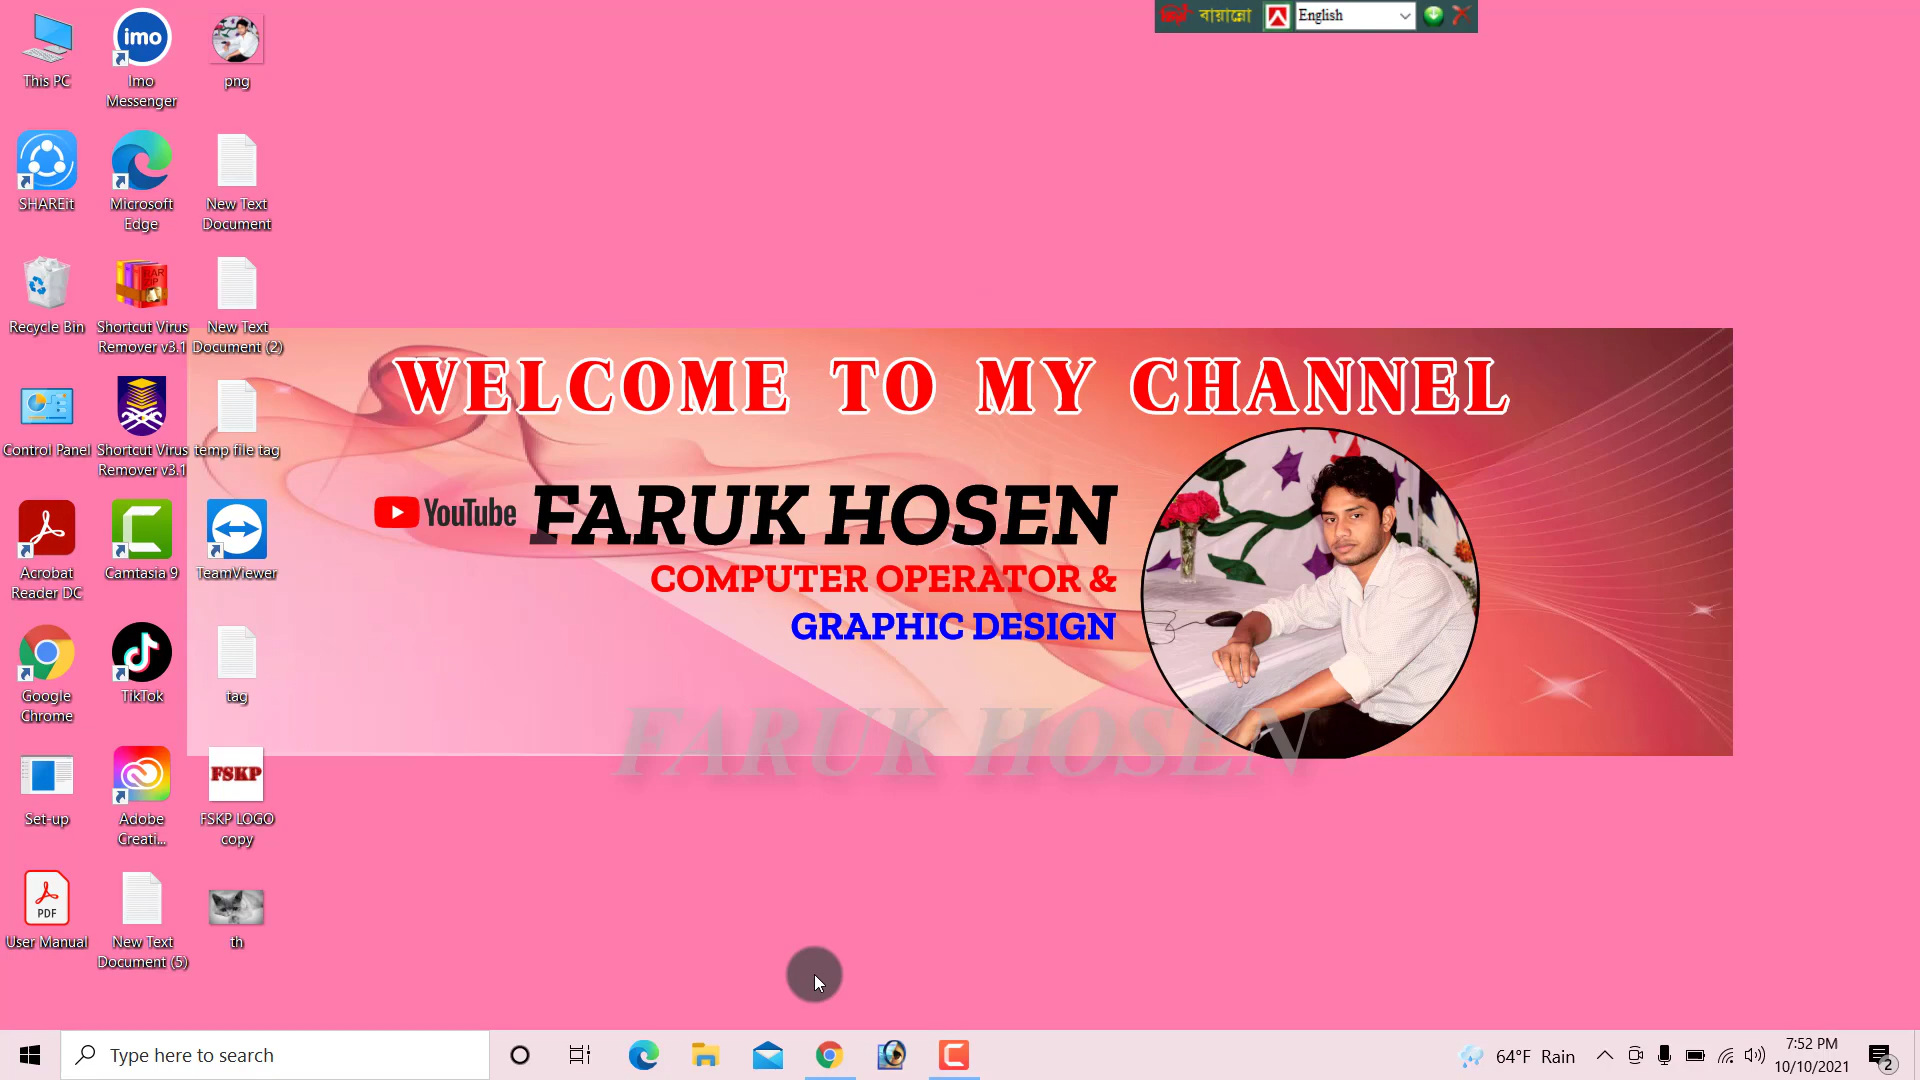 This PC
Imo
Messenger
png
SHAREit
Microsoft
Edge
New Text
Document
Recycle Bin
Shortcut Virus
Remover v3.1
New Text
Document (2)
Control Panel
Shortcut Virus
Remover v3.1
temp file tag
Acrobat
Reader DC
Camtasia 9
TeamViewer
Google
Chrome
TikTok
tag
Set-up
Adobe
Creati...
FSKP LOGO
copy
User Manual
New Text
Document (5)
th
imo
RAR
FSKP
PDF
বায়ান্নো
English
WELCOME TO MY CHANNEL
YouTube FARUK HOSEN
COMPUTER OPERATOR &
GRAPHIC DESIGN
FARUK HOSEN
Type here to search
64°F Rain
7:52 PM
10/10/2021
2